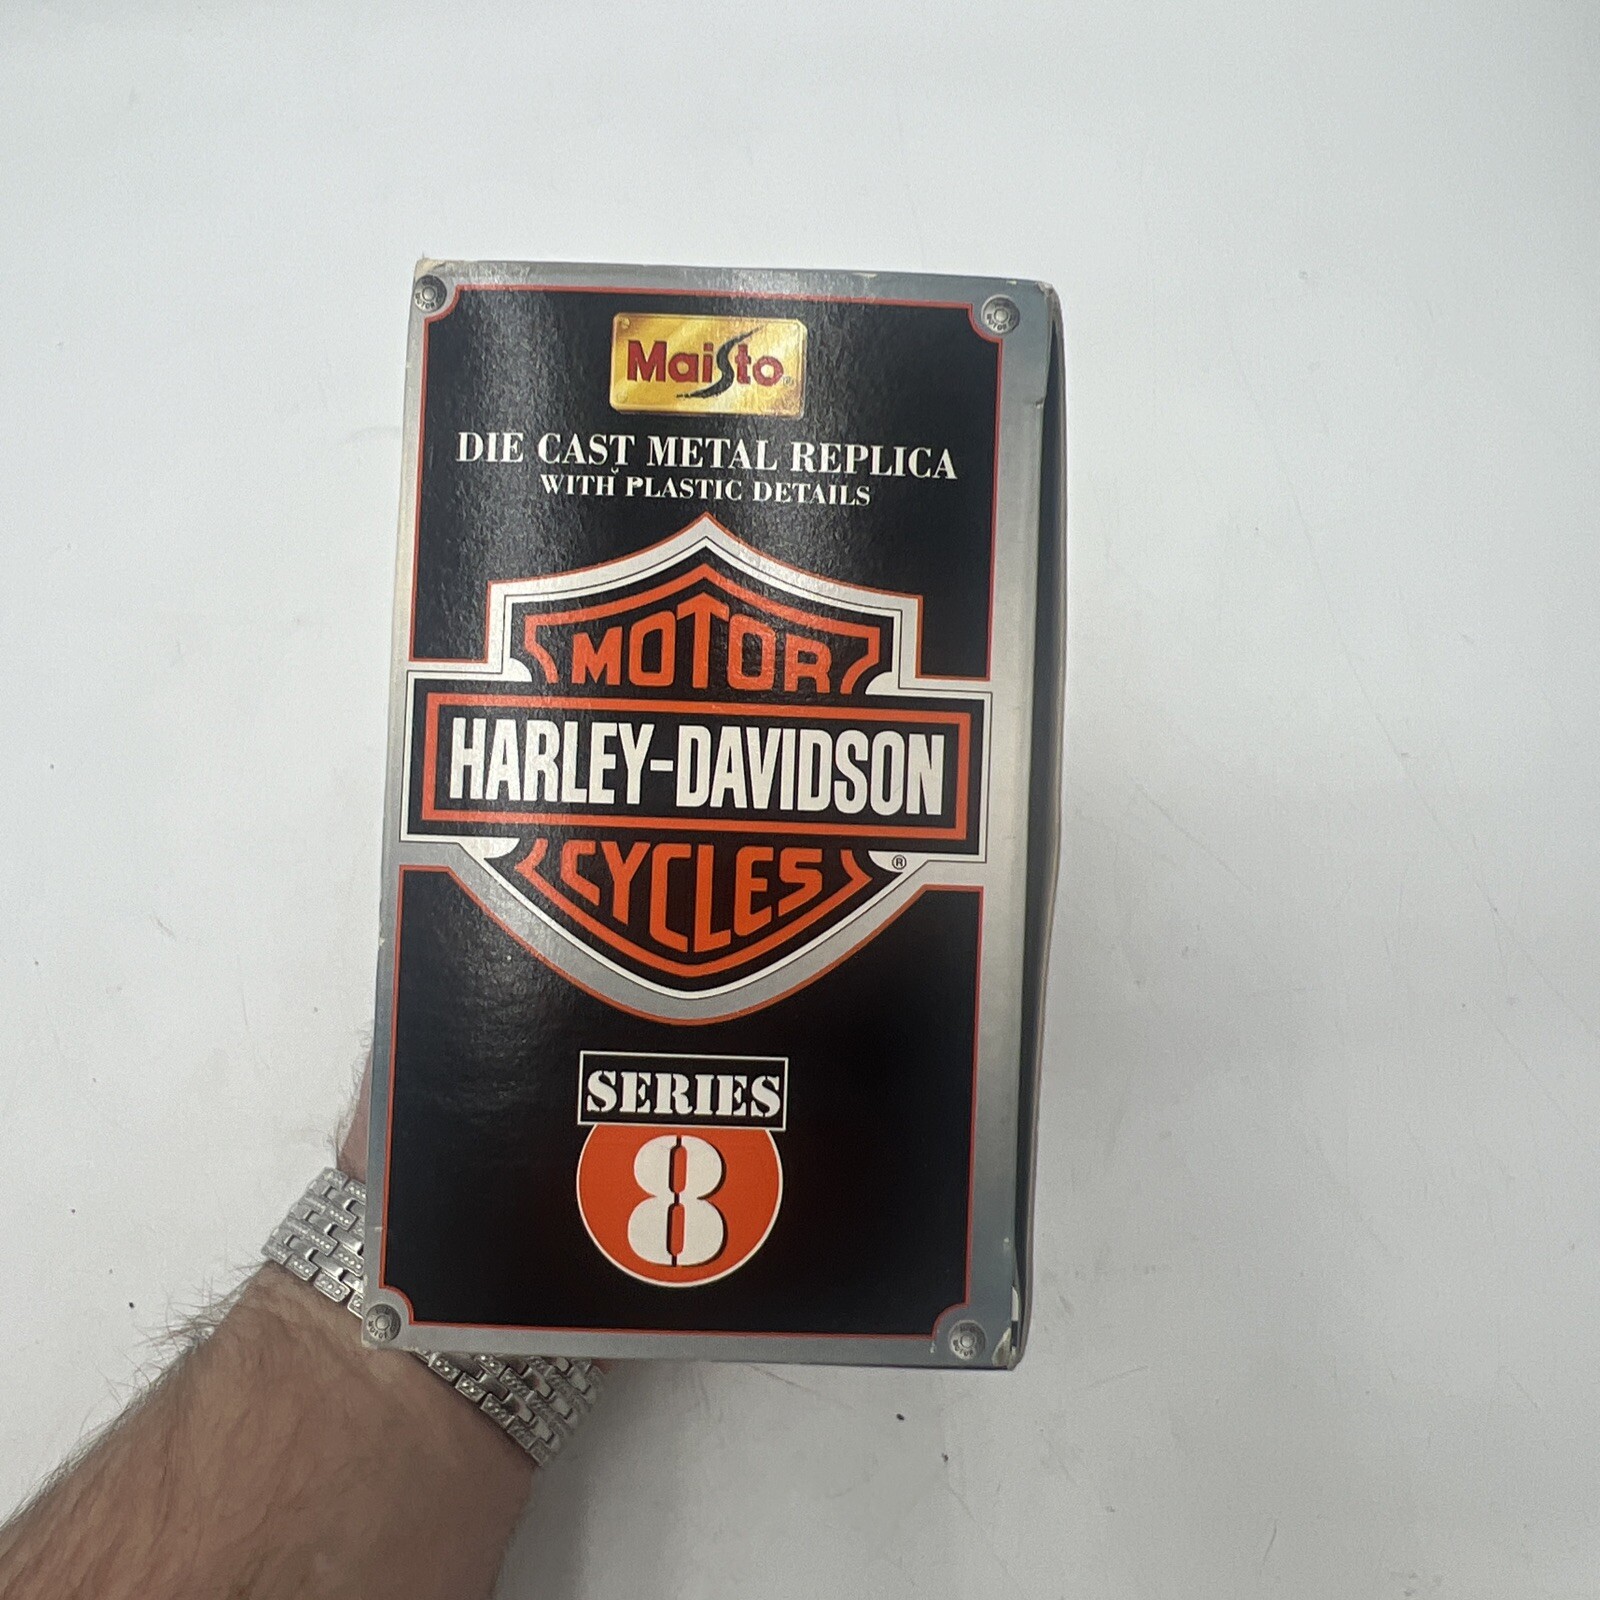 Maisto®
DIE CAST METAL REPLICA
WITH PLASTIC DETAILS
MOTOR
HARLEY-DAVIDSON
CYCLES
®
SERIES
8